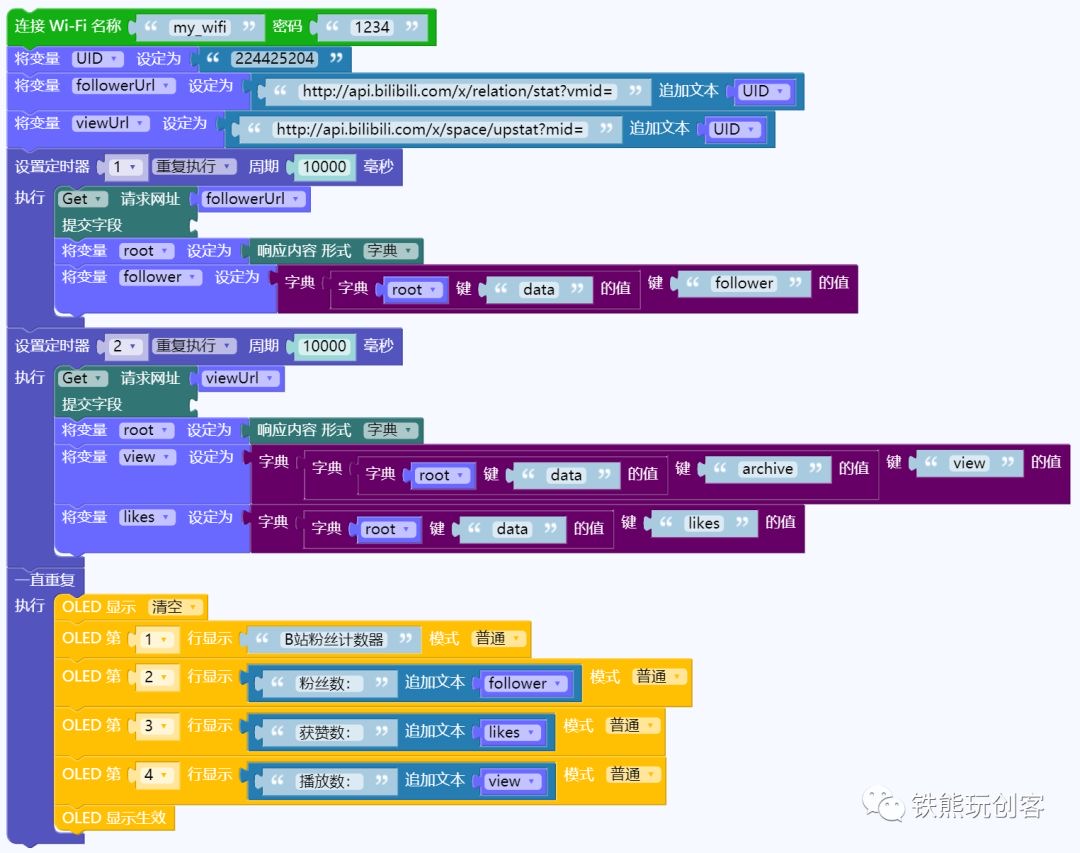 连接 Wi-Fi 名称 “ my_wifi ” 密码 “ 1234 ”
将变量 UID 设定为 “ 224425204 ”
将变量 followerUrl 设定为 “ http://api.bilibili.com/x/relation/stat?vmid= ” 追加文本 UID
将变量 viewUrl 设定为 “ http://api.bilibili.com/x/space/upstat?mid= ” 追加文本 UID
设置定时器 1 重复执行 周期 10000 毫秒
执行 Get 请求网址 followerUrl
提交字段
将变量 root 设定为 响应内容 形式 字典
将变量 follower 设定为 字典 字典 root 键 “ data ” 的值 键 “ follower ” 的值
设置定时器 2 重复执行 周期 10000 毫秒
执行 Get 请求网址 viewUrl
提交字段
将变量 root 设定为 响应内容 形式 字典
将变量 view 设定为 字典 字典 字典 root 键 “ data ” 的值 键 “ archive ” 的值 键 “ view ” 的值
将变量 likes 设定为 字典 字典 root 键 “ data ” 的值 键 “ likes ” 的值
一直重复
执行 OLED 显示 清空
OLED 第 1 行显示 “ B站粉丝计数器 ” 模式 普通
OLED 第 2 行显示 “ 粉丝数： ” 追加文本 follower 模式 普通
OLED 第 3 行显示 “ 获赞数： ” 追加文本 likes 模式 普通
OLED 第 4 行显示 “ 播放数： ” 追加文本 view 模式 普通
OLED 显示生效
铁熊玩创客